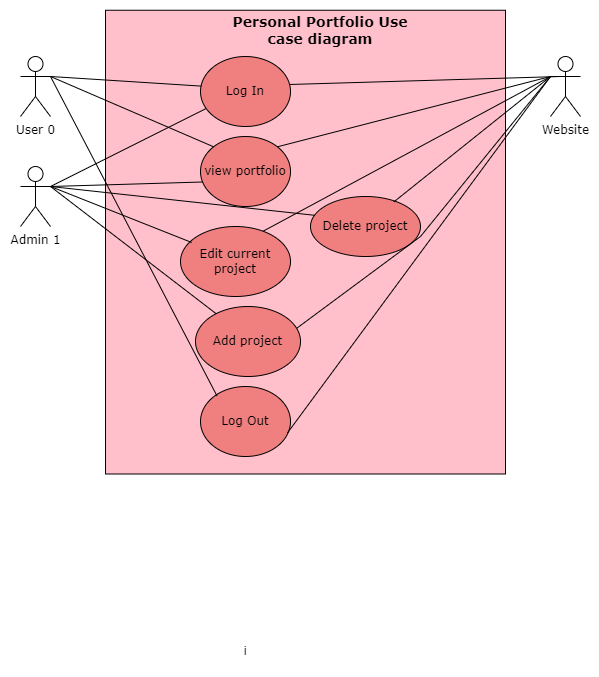 Personal Portfolio Use
case diagram
User 0
Log In
Website
view portfolio
Admin 1
Delete project
Edit current
project
Add project
Log Out
i